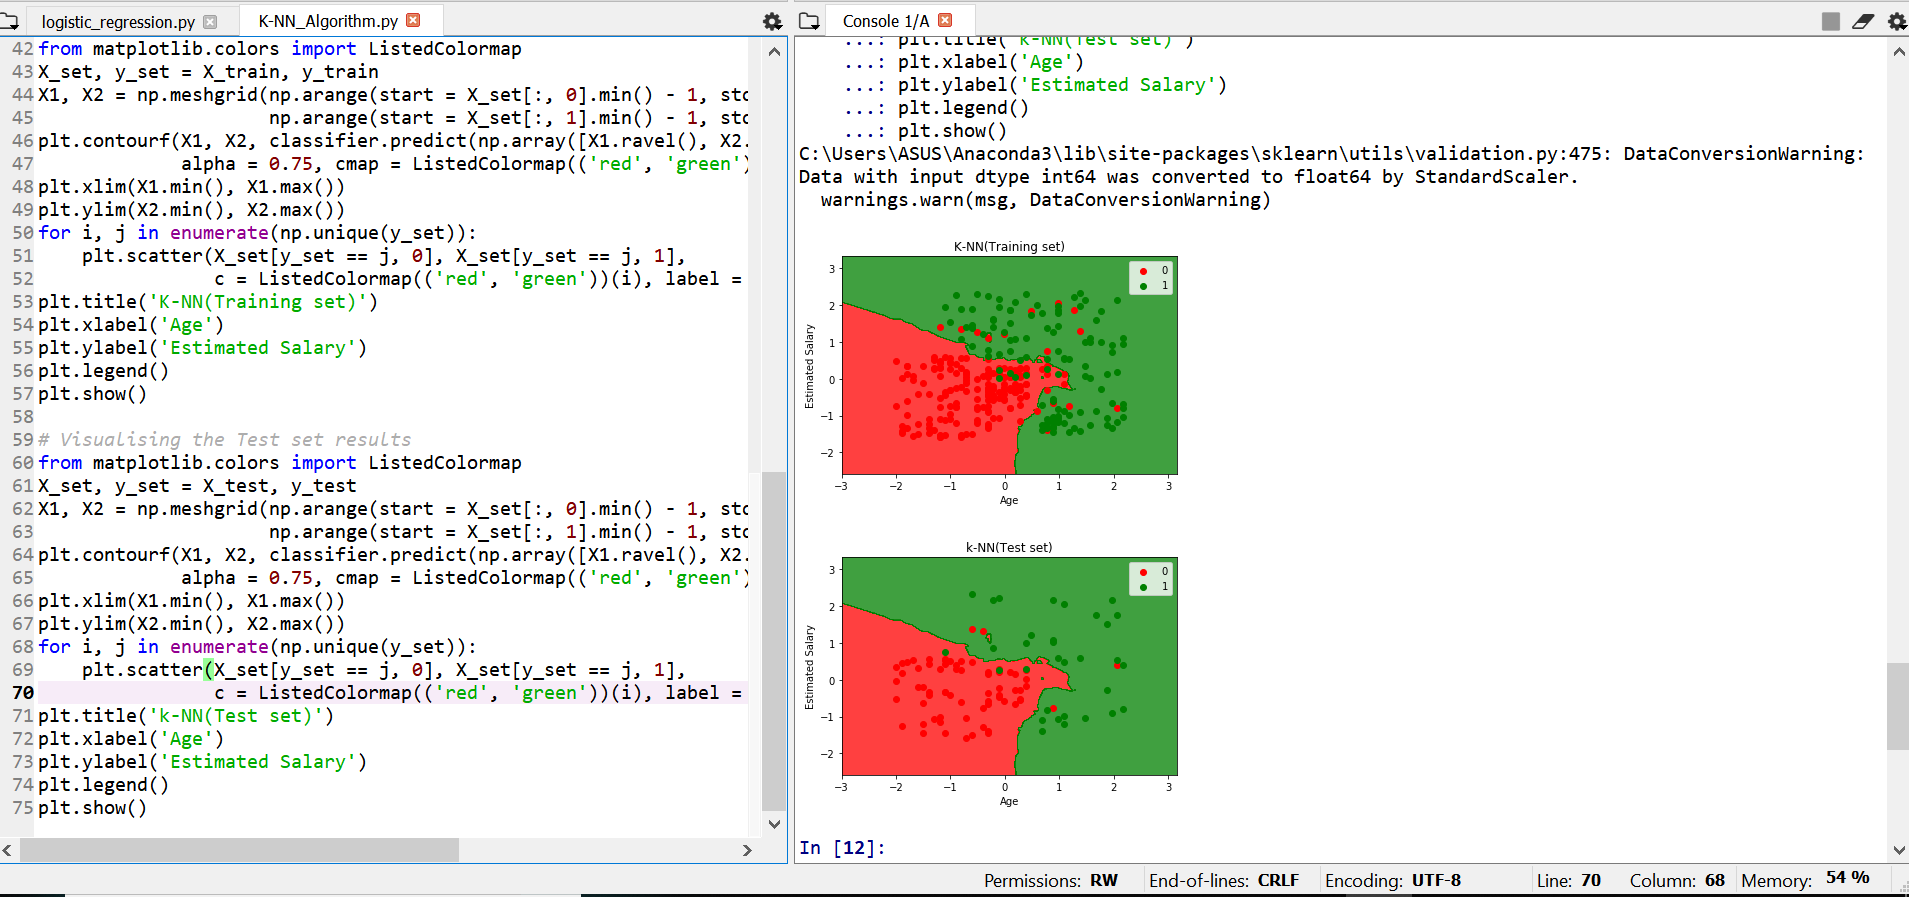 logistic_regression.py
K-NN_Algorithm.py
42 from matplotlib.colors import ListedColormap
43 X_set, y_set = X_train, y_train
44 X1, X2 = np.meshgrid(np.arange(start = X_set[:, 0].min() - 1, sto
45 np.arange(start = X_set[:, 1].min() - 1, sto
46 plt.contourf(X1, X2, classifier.predict(np.array([X1.ravel(), X2.
47 alpha = 0.75, cmap = ListedColormap(('red', 'green')
48 plt.xlim(X1.min(), X1.max())
49 plt.ylim(X2.min(), X2.max())
50 for i, j in enumerate(np.unique(y_set)):
51 plt.scatter(X_set[y_set == j, 0], X_set[y_set == j, 1],
52 c = ListedColormap(('red', 'green'))(i), label =
53 plt.title('K-NN(Training set)')
54 plt.xlabel('Age')
55 plt.ylabel('Estimated Salary')
56 plt.legend()
57 plt.show()
58
59 # Visualising the Test set results
60 from matplotlib.colors import ListedColormap
61 X_set, y_set = X_test, y_test
62 X1, X2 = np.meshgrid(np.arange(start = X_set[:, 0].min() - 1, sto
63 np.arange(start = X_set[:, 1].min() - 1, sto
64 plt.contourf(X1, X2, classifier.predict(np.array([X1.ravel(), X2.
65 alpha = 0.75, cmap = ListedColormap(('red', 'green')
66 plt.xlim(X1.min(), X1.max())
67 plt.ylim(X2.min(), X2.max())
68 for i, j in enumerate(np.unique(y_set)):
69 plt.scatter(X_set[y_set == j, 0], X_set[y_set == j, 1],
70 c = ListedColormap(('red', 'green'))(i), label =
71 plt.title('k-NN(Test set)')
72 plt.xlabel('Age')
73 plt.ylabel('Estimated Salary')
74 plt.legend()
75 plt.show()
Console 1/A
...: plt.title('k-NN(Test set)')
...: plt.xlabel('Age')
...: plt.ylabel('Estimated Salary')
...: plt.legend()
...: plt.show()
C:\Users\ASUS\Anaconda3\lib\site-packages\sklearn\utils\validation.py:475: DataConversionWarning:
Data with input dtype int64 was converted to float64 by StandardScaler.
warnings.warn(msg, DataConversionWarning)
K-NN(Training set)
0
1
3
2
1
0
−1
−2
Estimated Salary
−3 −2 −1 0 1 2 3
Age
k-NN(Test set)
0
1
3
2
1
0
−1
−2
Estimated Salary
−3 −2 −1 0 1 2 3
Age
In [12]:
Permissions: RW End-of-lines: CRLF Encoding: UTF-8 Line: 70 Column: 68 Memory: 54 %